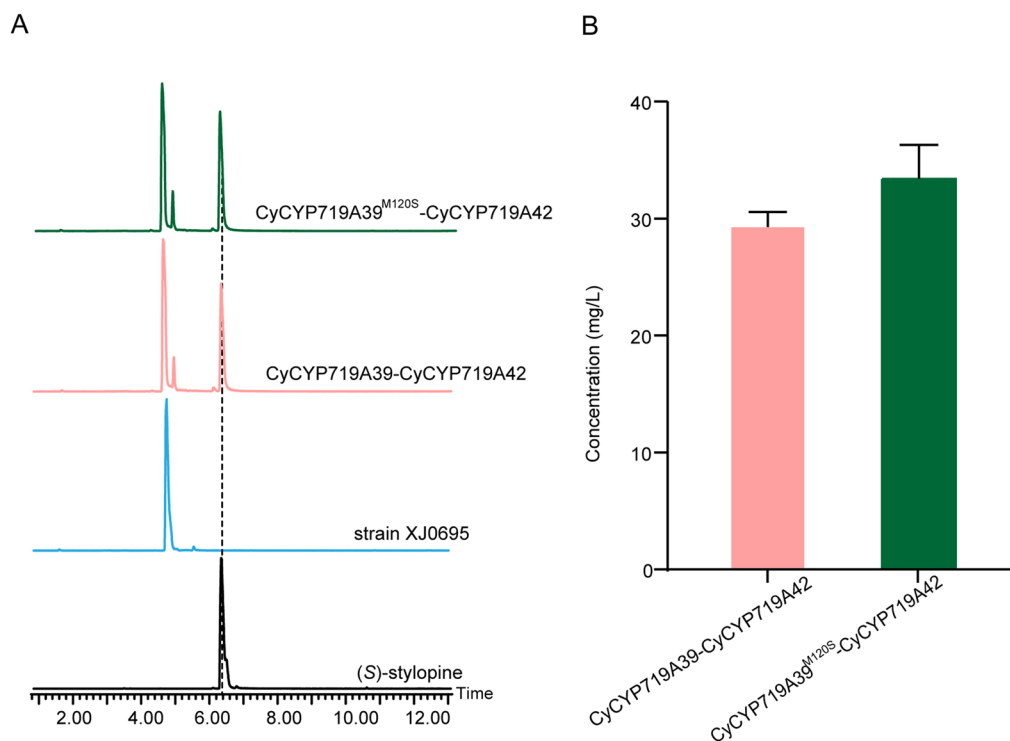 A
CyCYP719A39M120S-CyCYP719A42
CyCYP719A39-CyCYP719A42
strain XJ0695
(S)-stylopine
Time
2.00 4.00 6.00 8.00 10.00 12.00
B
Concentration (mg/L)
40
30
20
10
0
CyCYP719A39-CyCYP719A42
CyCYP719A39M120S-CyCYP719A42